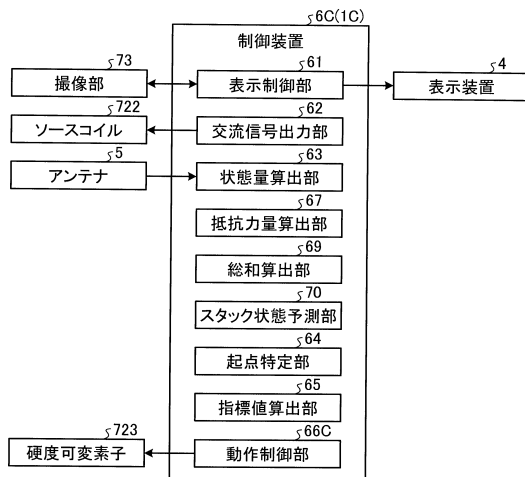 6C(1C)
制御装置
73
撮像部
61
表示制御部
4
表示装置
722
ソースコイル
62
交流信号出力部
5
アンテナ
63
状態量算出部
67
抵抗力量算出部
69
総和算出部
70
スタック状態予測部
64
起点特定部
65
指標値算出部
723
硬度可変素子
66C
動作制御部